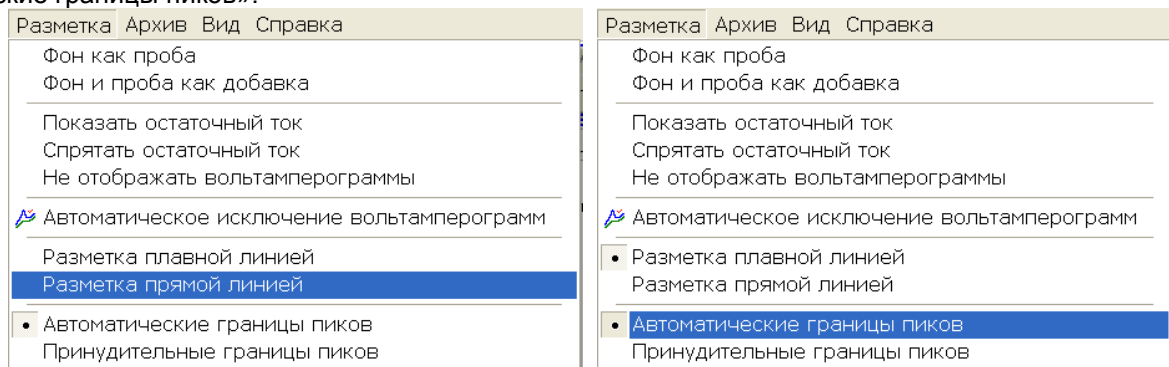 ские границы пиков».
Разметка Архив Вид Справка
Фон как проба
Фон и проба как добавка
Показать остаточный ток
Спрятать остаточный ток
Не отображать вольтамперограммы
Автоматическое исключение вольтамперограмм
Разметка плавной линией
Разметка прямой линией
Автоматические границы пиков
Принудительные границы пиков
Разметка Архив Вид Справка
Фон как проба
Фон и проба как добавка
Показать остаточный ток
Спрятать остаточный ток
Не отображать вольтамперограммы
Автоматическое исключение вольтамперограмм
Разметка плавной линией
Разметка прямой линией
Автоматические границы пиков
Принудительные границы пиков